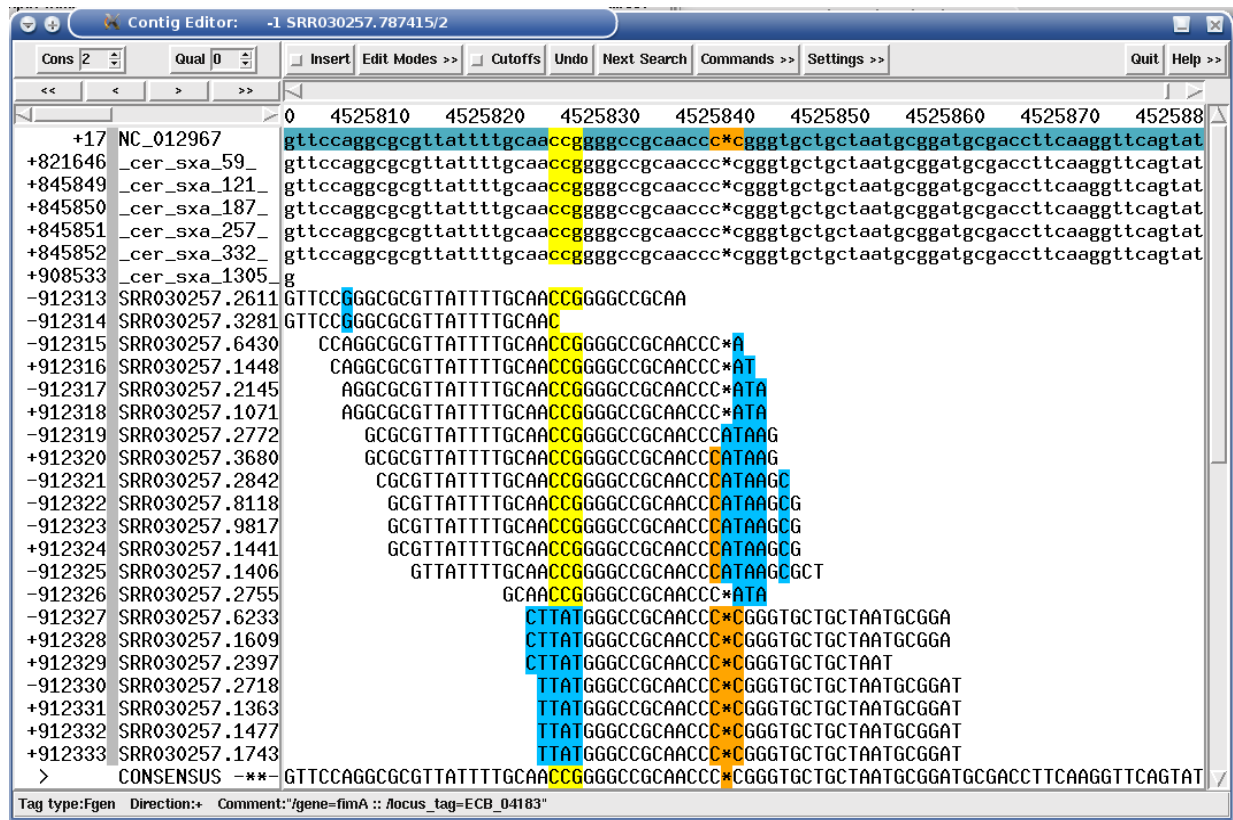 Contig Editor: -1 SRR030257.787415/2
Cons 2 Qual 0 Insert Edit Modes >> Cutoffs Undo Next Search Commands >> Settings >> Quit Help >>
<< < > >>
0 4525810 4525820 4525830 4525840 4525850 4525860 4525870 452588
+17 NC_012967 gttccaggcgcgttattttgcaaccggggggccgcaaccc*cgggtgctgctaatgcggatgcgaccttcaaggttcagtat
+821646 _cer_sxa_59_ gttccaggcgcgttattttgcaaccggggccgcaaccc*cgggtgctgctaatgcggatgcgaccttcaaggttcagtat
+845849 _cer_sxa_121_ gttccaggcgcgttattttgcaaccggggccgcaaccc*cgggtgctgctaatgcggatgcgaccttcaaggttcagtat
+845850 _cer_sxa_187_ gttccaggcgcgttattttgcaaccggggccgcaaccc*cgggtgctgctaatgcggatgcgaccttcaaggttcagtat
+845851 _cer_sxa_257_ gttccaggcgcgttattttgcaaccggggccgcaaccc*cgggtgctgctaatgcggatgcgaccttcaaggttcagtat
+845852 _cer_sxa_332_ gttccaggcgcgttattttgcaaccggggccgcaaccc*cgggtgctgctaatgcggatgcgaccttcaaggttcagtat
+908533 _cer_sxa_1305_ g
-912313 SRR030257.2611 GTTCCGGGCGCGTTATTTTGCAACCGGGGCCGCAA
-912314 SRR030257.3281 GTTCCGGGCGCGTTATTTTGCAAC
-912315 SRR030257.6430 CCAGGCGCGTTATTTTGCAACCGGGGCCGCAACCC*A
+912316 SRR030257.1448 CAGGCGCGTTATTTTGCAACCGGGGCCGCAACCC*AT
-912317 SRR030257.2145 AGGCGCGTTATTTTGCAACCGGGGCCGCAACCC*ATA
+912318 SRR030257.1071 AGGCGCGTTATTTTGCAACCGGGGCCGCAACCC*ATA
-912319 SRR030257.2772 GCGCGTTATTTTGCAACCGGGGCCGCAACCCATAAG
+912320 SRR030257.3680 GCGCGTTATTTTGCAACCGGGGCCGCAACCCATAAG
-912321 SRR030257.2842 CGCGTTATTTTGCAACCGGGGCCGCAACCCATAAGC
-912322 SRR030257.8118 GCGTTATTTTGCAACCGGGGCCGCAACCCATAAGCG
-912323 SRR030257.9817 GCGTTATTTTGCAACCGGGGCCGCAACCCATAAGCG
+912324 SRR030257.1441 GCGTTATTTTGCAACCGGGGCCGCAACCCATAAGCG
-912325 SRR030257.1406 GTTATTTTGCAACCGGGGCCGCAACCCATAAGCGCT
-912326 SRR030257.2755 GCAACCGGGGCCGCAACCC*ATA
-912327 SRR030257.6233 CTTATGGGCCGCAACCC*CGGGTGCTGCTAATGCGGA
+912328 SRR030257.1609 CTTATGGGCCGCAACCC*CGGGTGCTGCTAATGCGGA
+912329 SRR030257.2397 CTTATGGGCCGCAACCC*CGGGTGCTGCTAAT
-912330 SRR030257.2718 TTATGGGCCGCAACCC*CGGGTGCTGCTAATGCGGAT
+912331 SRR030257.1363 TTATGGGCCGCAACCC*CGGGTGCTGCTAATGCGGAT
+912332 SRR030257.1477 TTATGGGCCGCAACCC*CGGGTGCTGCTAATGCGGAT
+912333 SRR030257.1743 TTATGGGCCGCAACCC*CGGGTGCTGCTAATGCGGAT
> CONSENSUS -**- GTTCCAGGCGCGTTATTTTGCAACCGGGGCCGCAACCC*CGGGTGCTGCTAATGCGGATGCGACCTTCAAGGTTCAGTAT
Tag type:Fgen Direction:+ Comment:"/gene=fimA :: /locus_tag=ECB_04183"